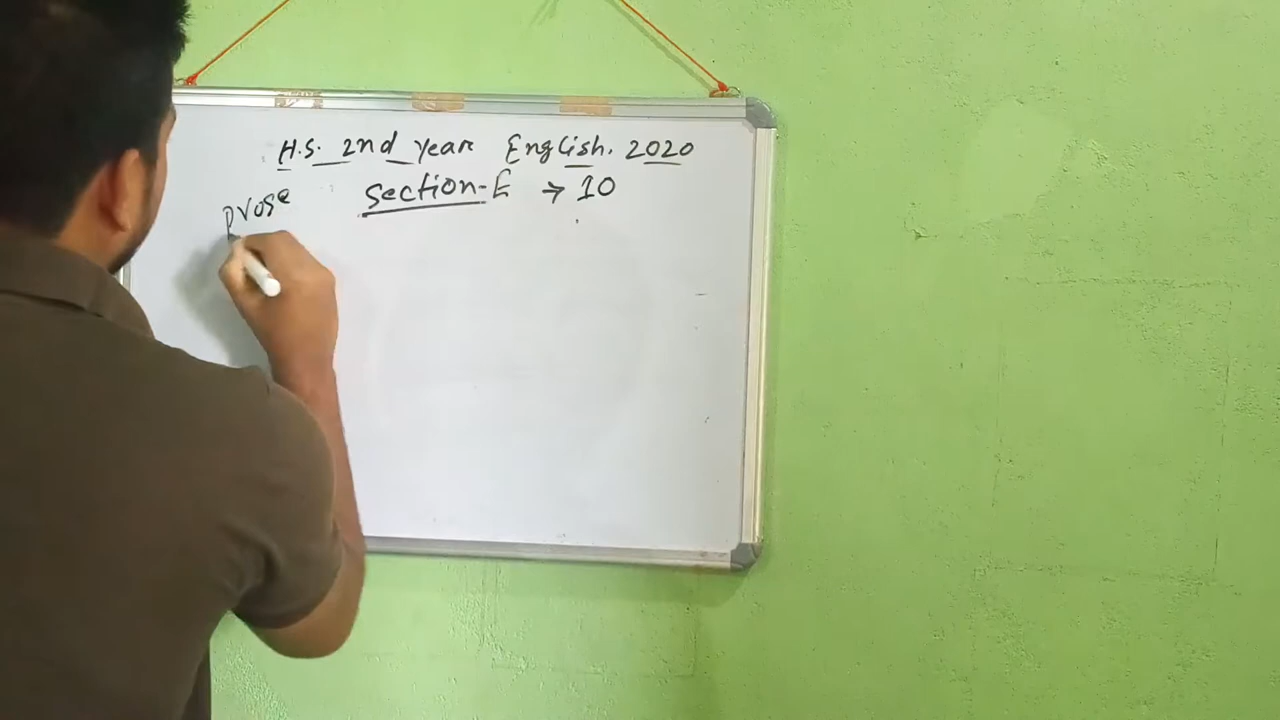 H.S. 2nd year English. 2020
Section-E → 10
prose